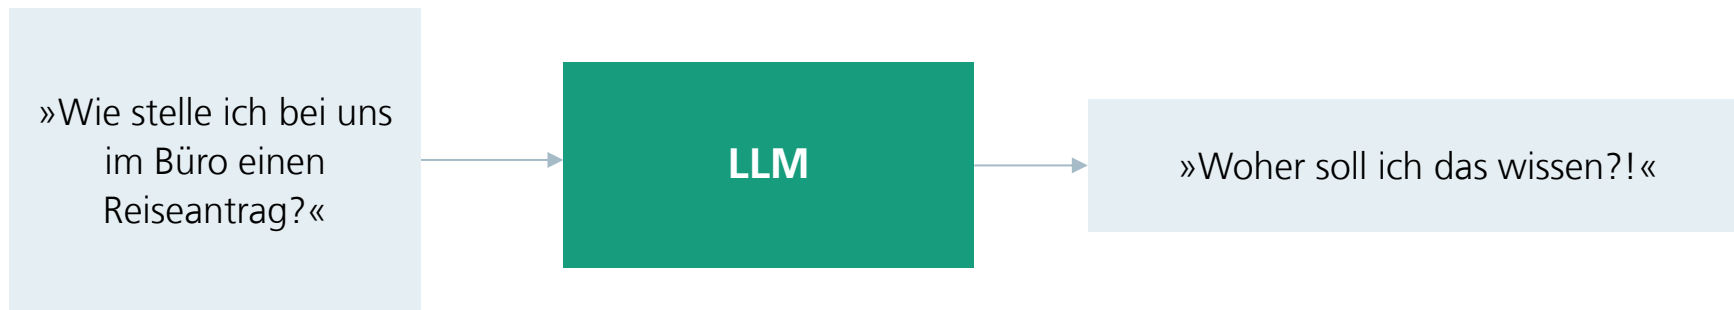 »Wie stelle ich bei uns
im Büro einen
Reiseantrag?«
LLM
»Woher soll ich das wissen?!«